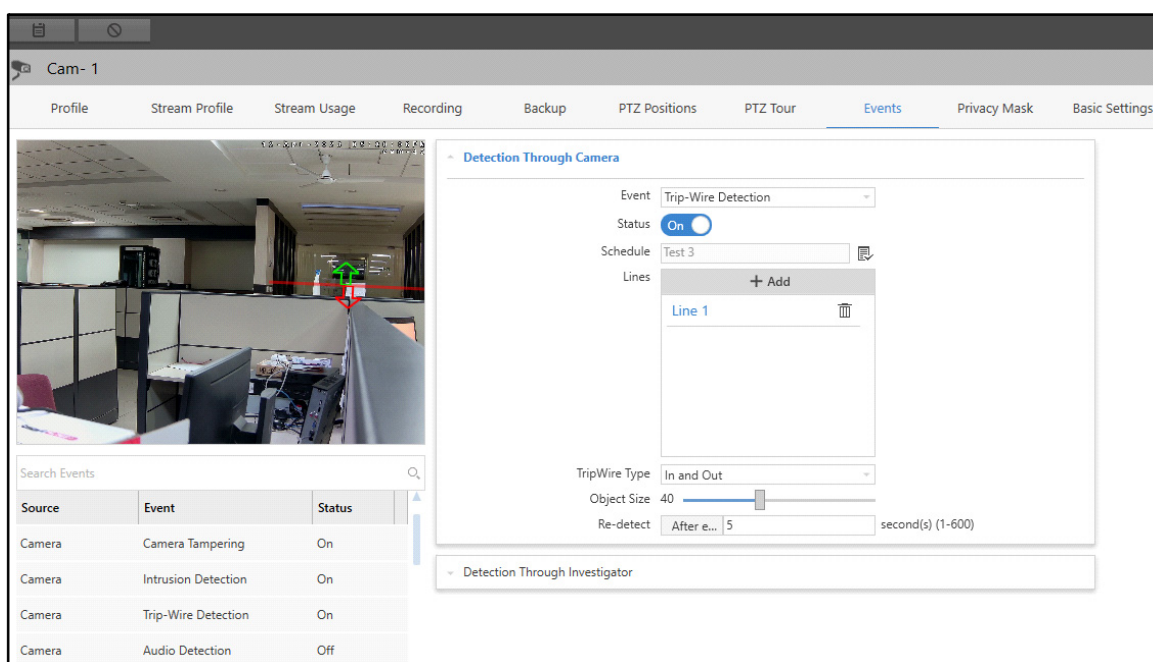 Cam- 1
Profile Stream Profile Stream Usage Recording Backup PTZ Positions PTZ Tour Events Privacy Mask Basic Settings
Detection Through Camera
Event Trip-Wire Detection
Status On
Schedule Test 3
Lines + Add
Line 1
TripWire Type In and Out
Object Size 40
Re-detect After e... 5 second(s) (1-600)
Detection Through Investigator
Search Events
Source Event Status
Camera Camera Tampering On
Camera Intrusion Detection On
Camera Trip-Wire Detection On
Camera Audio Detection Off